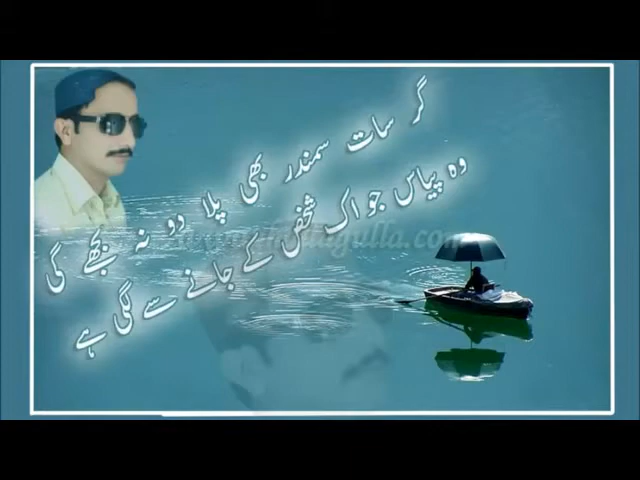 گر سات سمندر بھی پلا دو نہ بجھے گی
وہ پیاس جو اک شخص کے جانے سے لگی ہے